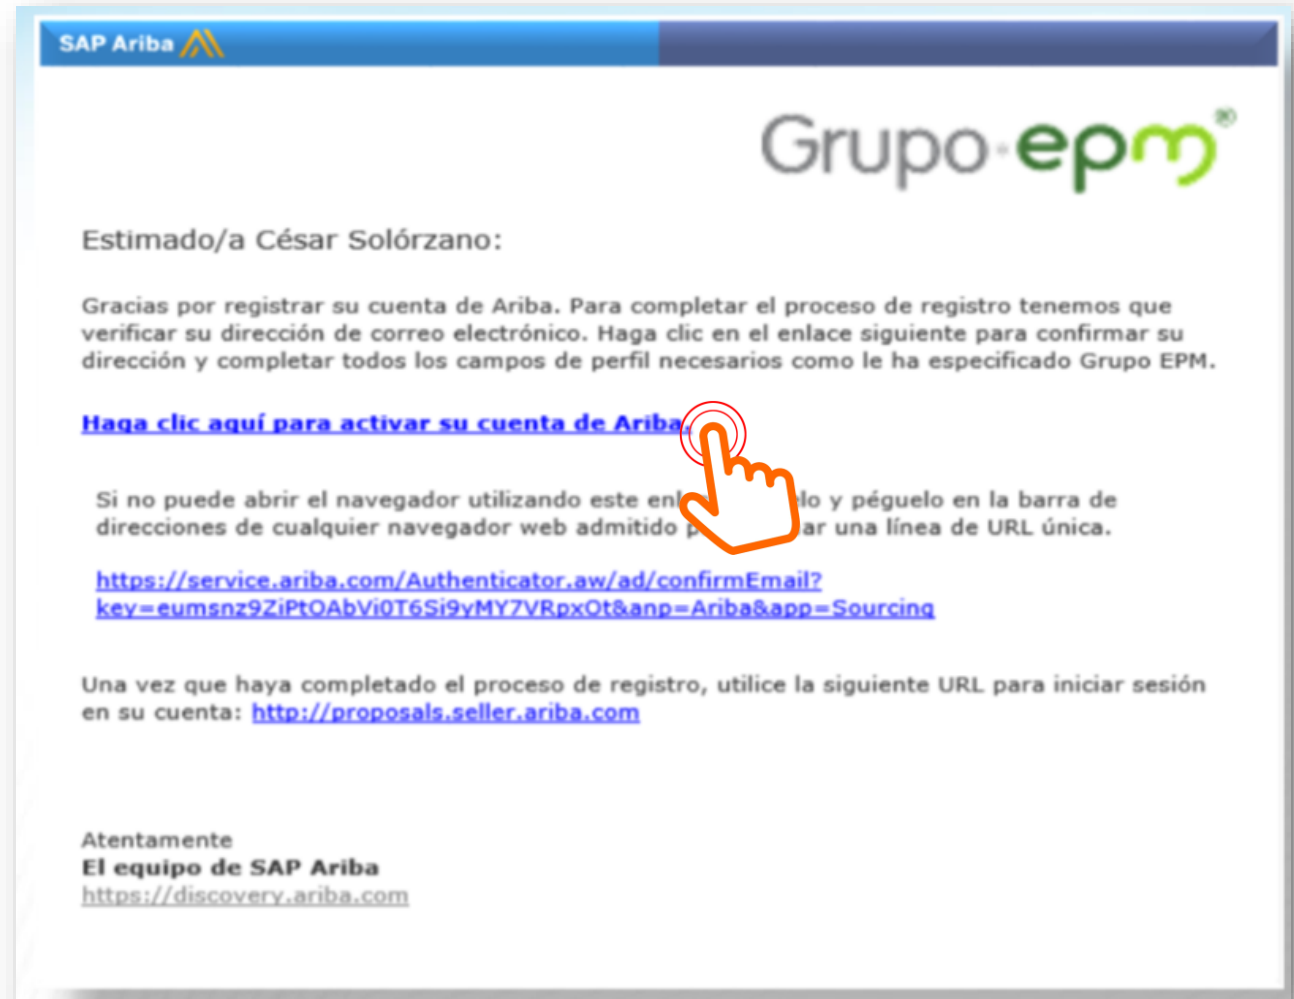 SAP Ariba
Grupo·epm®
Estimado/a César Solórzano:
Gracias por registrar su cuenta de Ariba. Para completar el proceso de registro tenemos que
verificar su dirección de correo electrónico. Haga clic en el enlace siguiente para confirmar su
dirección y completar todos los campos de perfil necesarios como le ha especificado Grupo EPM.
Haga clic aquí para activar su cuenta de Ariba.
Si no puede abrir el navegador utilizando este y péguelo en la barra de
direcciones de cualquier navegador web admitido una línea de URL única.
https://service.ariba.com/Authenticator.aw/ad/confirmEmail?
key=eumsnz9ZiPtOAbVi0T6Si9yMY7VRpxOt&anp=Ariba&app=Sourcing
Una vez que haya completado el proceso de registro, utilice la siguiente URL para iniciar sesión
en su cuenta: http://proposals.seller.ariba.com
Atentamente
El equipo de SAP Ariba
https://discovery.ariba.com